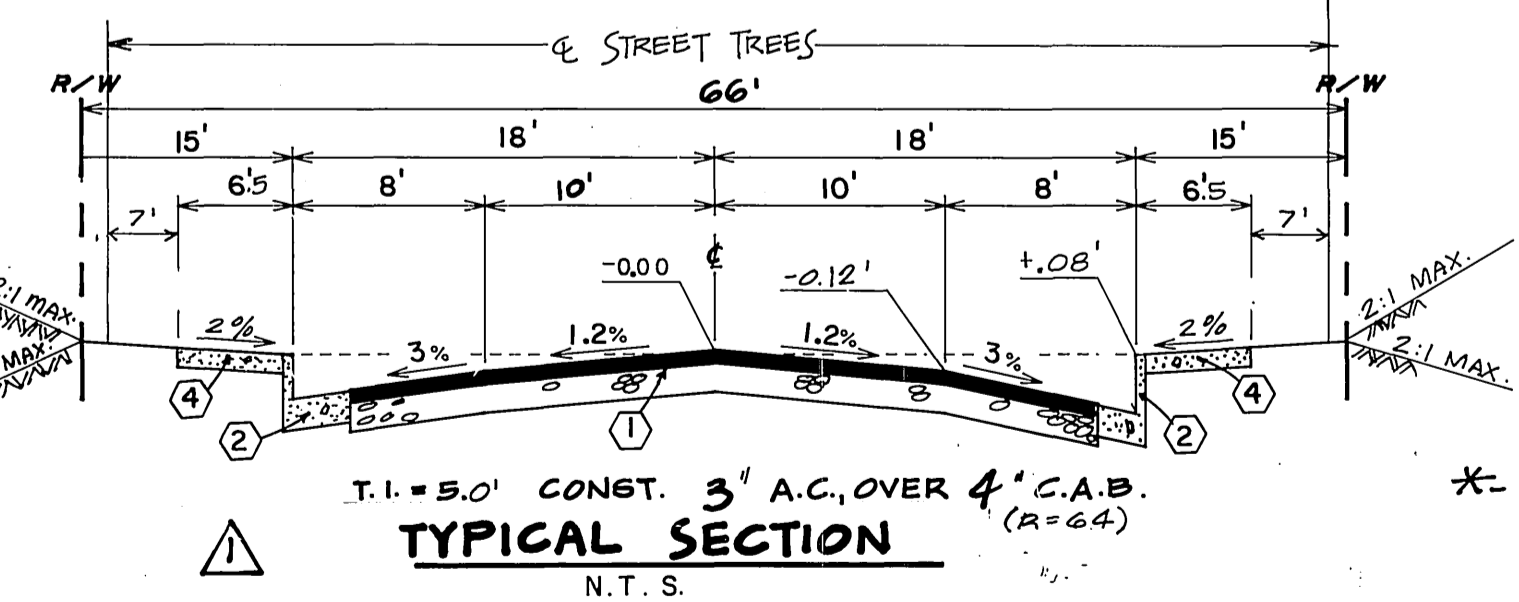 ℄ STREET TREES
R/W R/W
66'
15' 18' 18' 15'
6.5' 8' 10' 10' 8' 6.5'
7' 7'
℄
-0.00 -0.12' +.08'
2:1 MAX. 2:1 MAX.
2% 3% 1.2% 1.2% 3% 2%
MAX. 2:1 MAX.
4 4
2 1 2
T.I. = 5.0' CONST. 3" A.C., OVER 4" C.A.B.
(R=64)
1 TYPICAL SECTION
N.T.S.